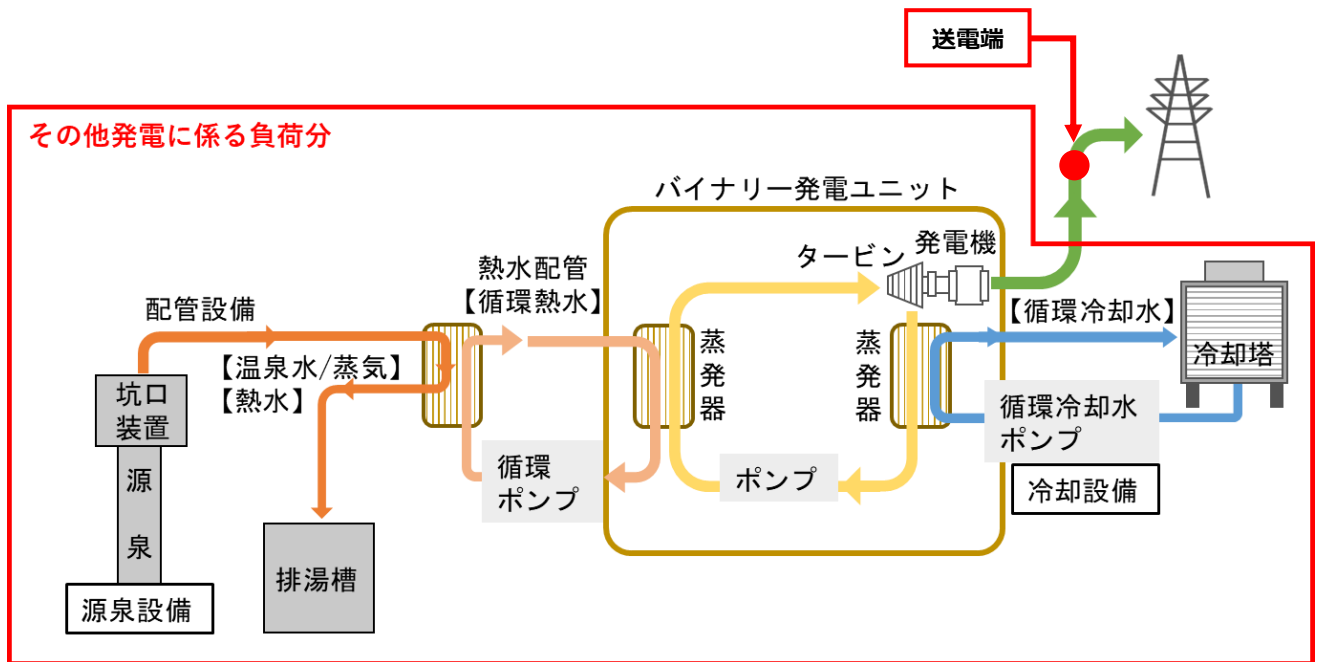 送電端
その他発電に係る負荷分
バイナリー発電ユニット
タービン
発電機
熱水配管
【循環熱水】
配管設備
【温泉水/蒸気】
【熱水】
坑口
装置
源
泉
源泉設備
排湯槽
循環
ポンプ
蒸
発
器
ポンプ
蒸
発
器
【循環冷却水】
冷却塔
循環冷却水
ポンプ
冷却設備